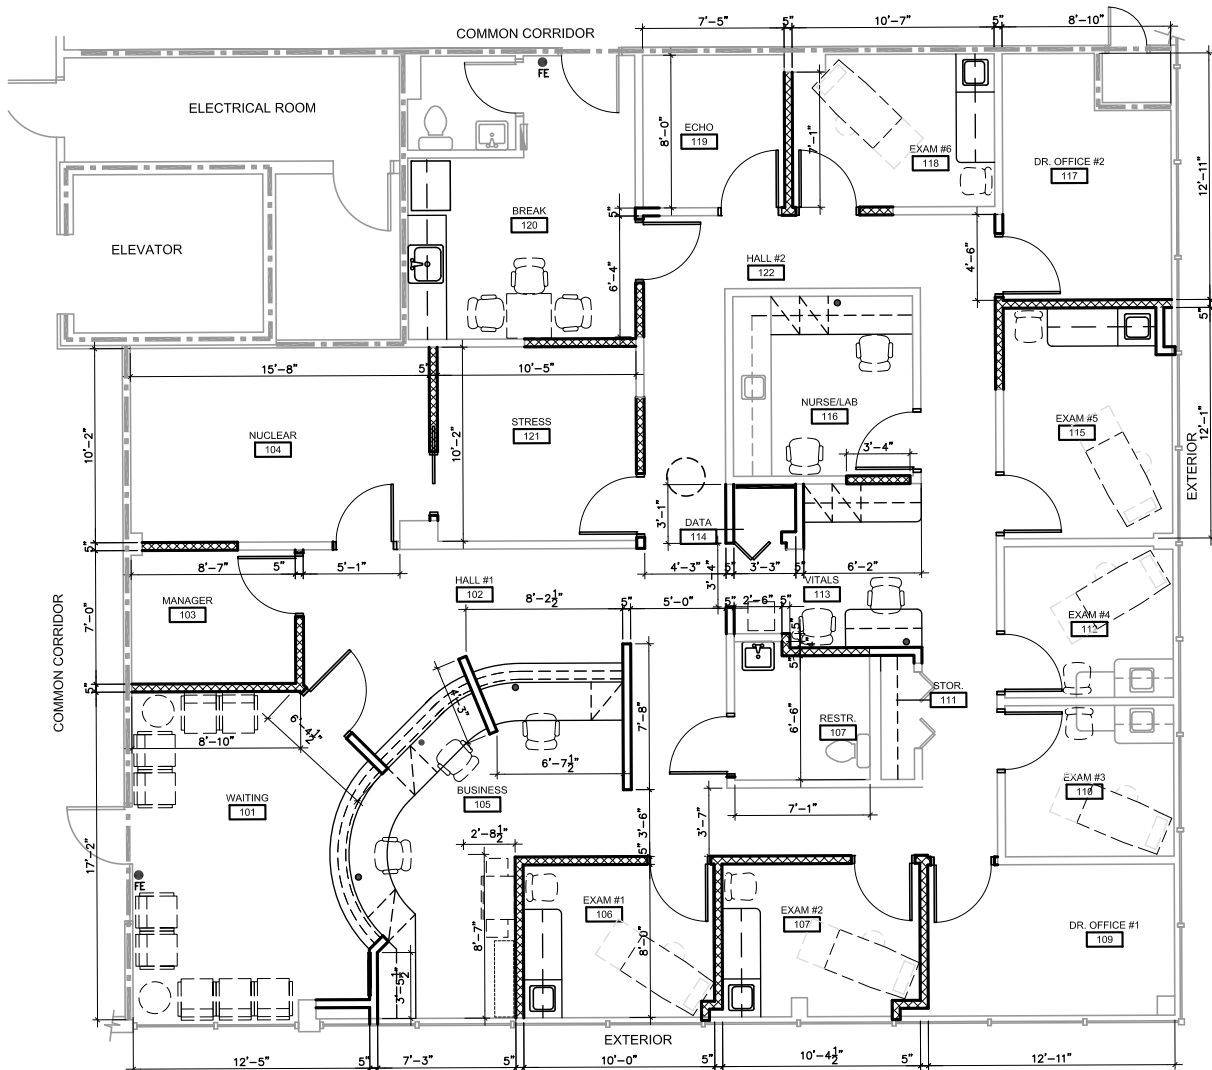 7'-5"
5"
10'-7"
5"
8'-10"
COMMON CORRIDOR
FE
ELECTRICAL ROOM
ECHO
119
8'-0"
7'-1"
EXAM #6
118
DR. OFFICE #2
117
12'-11"
BREAK
120
5"
ELEVATOR
6'-4"
HALL #2
122
4'-6"
5"
15'-8"
5"
10'-5"
NURSE/LAB
116
STRESS
121
NUCLEAR
104
EXAM #5
115
12'-1"
10'-2"
10'-2"
3'-4"
EXTERIOR
3'-1"
DATA
114
5"
8'-7"
5"
5'-1"
4'-3"
5"
3'-3"
5"
6'-2"
3'-4"
HALL #1
102
VITALS
113
MANAGER
103
8'-2½"
5"
5'-0"
5"
2'-6"
5"
EXAM #4
112
7'-0"
COMMON CORRIDOR
5"
5"
5"
6'-6"
STOR.
111
4'-3"
6'-4½"
RESTR.
107
8'-10"
7'-8"
6'-7½"
EXAM #3
110
WAITING
101
BUSINESS
105
7'-1"
2'-8½"
3'-6"
3'-7"
5"
17'-2"
FE
EXAM #1
106
EXAM #2
107
DR. OFFICE #1
109
8'-7"
8'-0"
3'-5½"
EXTERIOR
12'-5"
5"
7'-3"
5"
10'-0"
5"
10'-4½"
5"
12'-11"